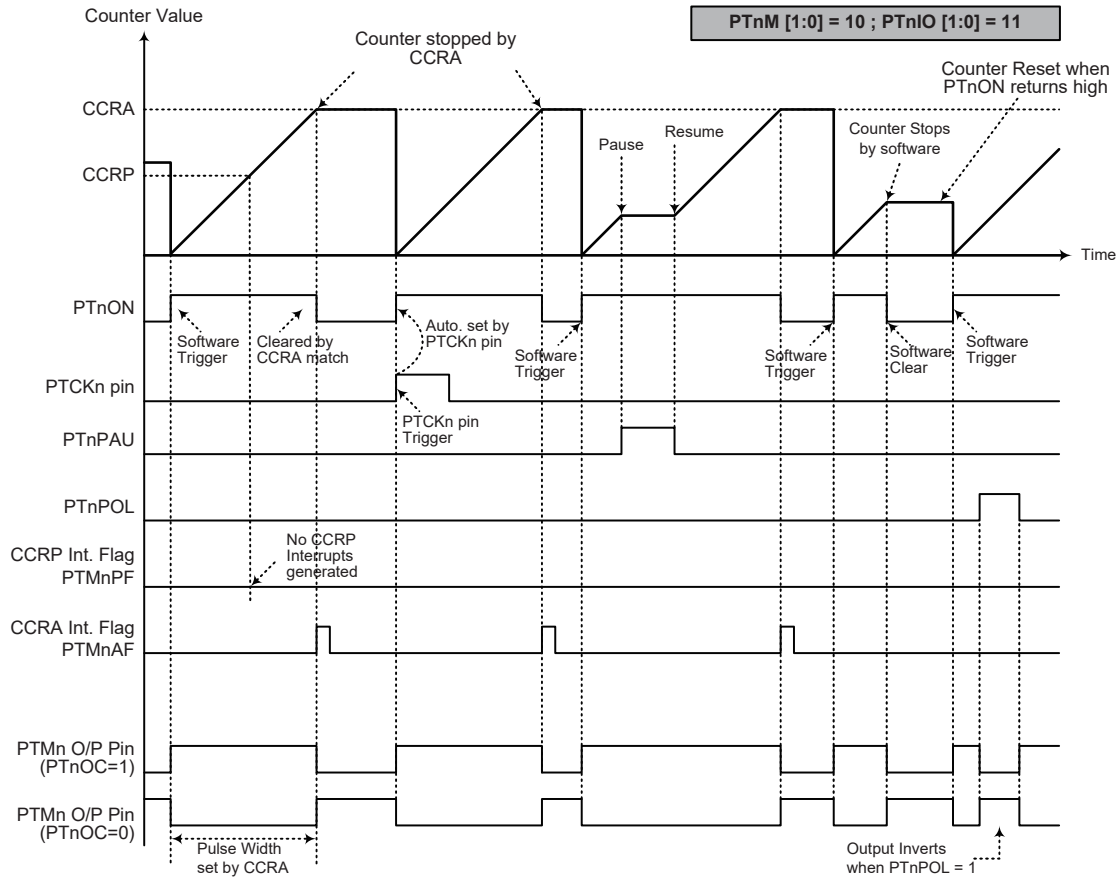 Counter Value
PTnM [1:0] = 10 ; PTnIO [1:0] = 11
Counter stopped by
CCRA
Counter Reset when
PTnON returns high
CCRA
CCRP
Pause
Resume
Counter Stops
by software
Time
PTnON
Software
Trigger
Cleared by
CCRA match
Auto. set by
PTCKn pin
Software
Trigger
Software
Trigger
Software
Clear
Software
Trigger
PTCKn pin
PTCKn pin
Trigger
PTnPAU
PTnPOL
CCRP Int. Flag
PTMnPF
No CCRP
Interrupts
generated
CCRA Int. Flag
PTMnAF
PTMn O/P Pin
(PTnOC=1)
PTMn O/P Pin
(PTnOC=0)
Pulse Width
set by CCRA
Output Inverts
when PTnPOL = 1